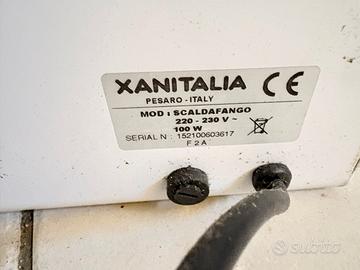 XANITALIA CE
PESARO - ITALY
MOD : SCALDAFANGO
220 - 230 V ~
100 W
SERIAL N : 152100603617
F 2 A
subito